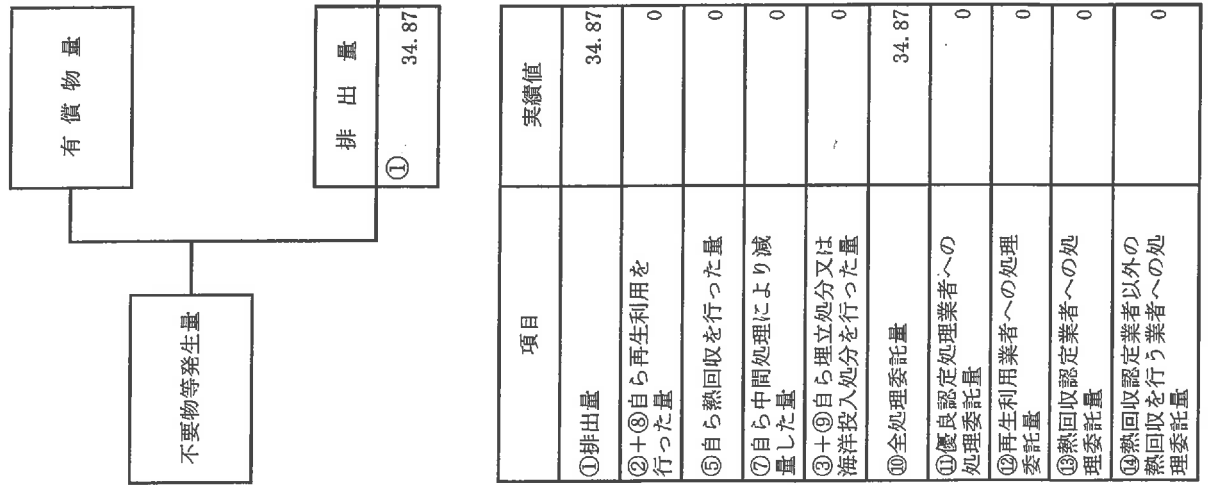 有 償 物 量
不要物等発生量
排 出 量
①
34.87
項目
実績値
①排出量
34.87
②+⑧自ら再生利用を
行った量
0
⑤自ら熱回収を行った量
0
⑦自ら中間処理により減
量した量
0
③+⑨自ら埋立処分又は
海洋投入処分を行った量
0
⑩全処理委託量
34.87
⑪優良認定処理業者への
処理委託量
0
⑫再生利用業者への処理
委託量
0
⑬熱回収認定業者への処
理委託量
0
⑭熱回収認定業者以外の
熱回収を行う業者への処
理委託量
0